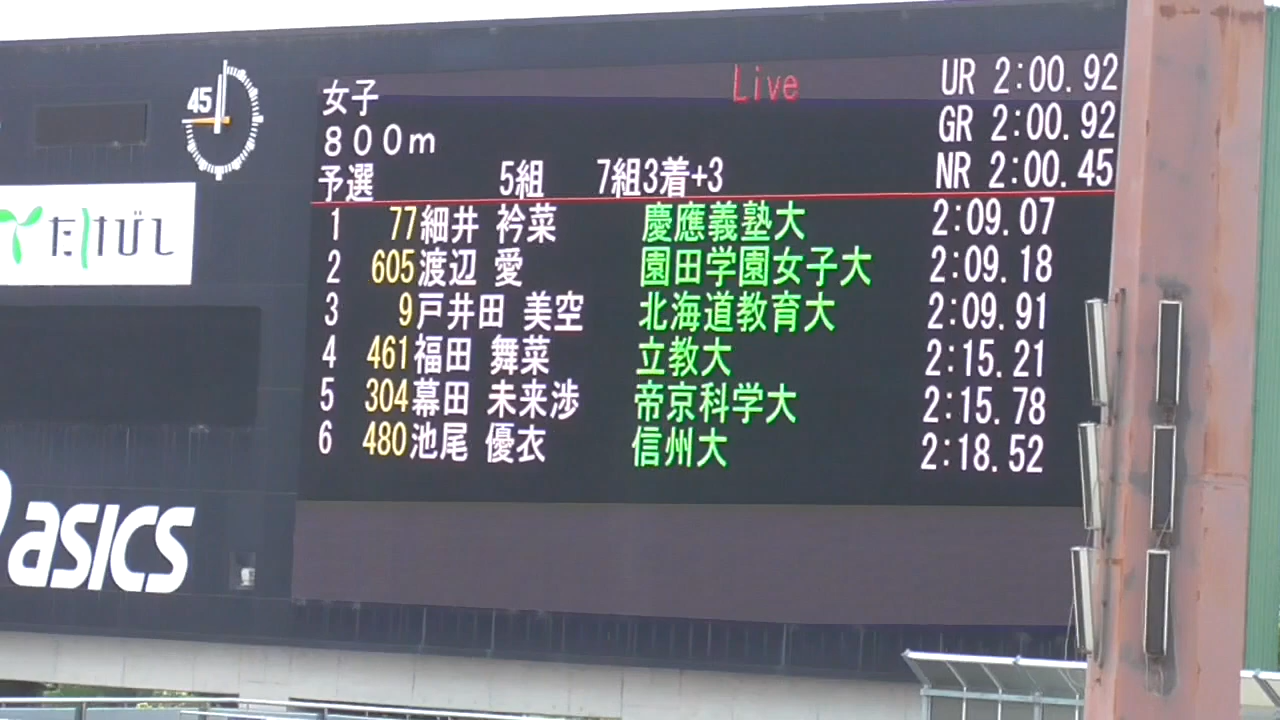 45
Live
女子
UR 2:00.92
800m
GR 2:00.92
予選 5組 7組3着+3
NR 2:00.45
1 77 細井 衿菜 慶應義塾大 2:09.07
2 605 渡辺 愛 園田学園女子大 2:09.18
3 9 戸井田 美空 北海道教育大 2:09.91
4 461 福田 舞菜 立教大 2:15.21
5 304 幕田 未来渉 帝京科学大 2:15.78
6 480 池尾 優衣 信州大 2:18.52
たけびし
asics